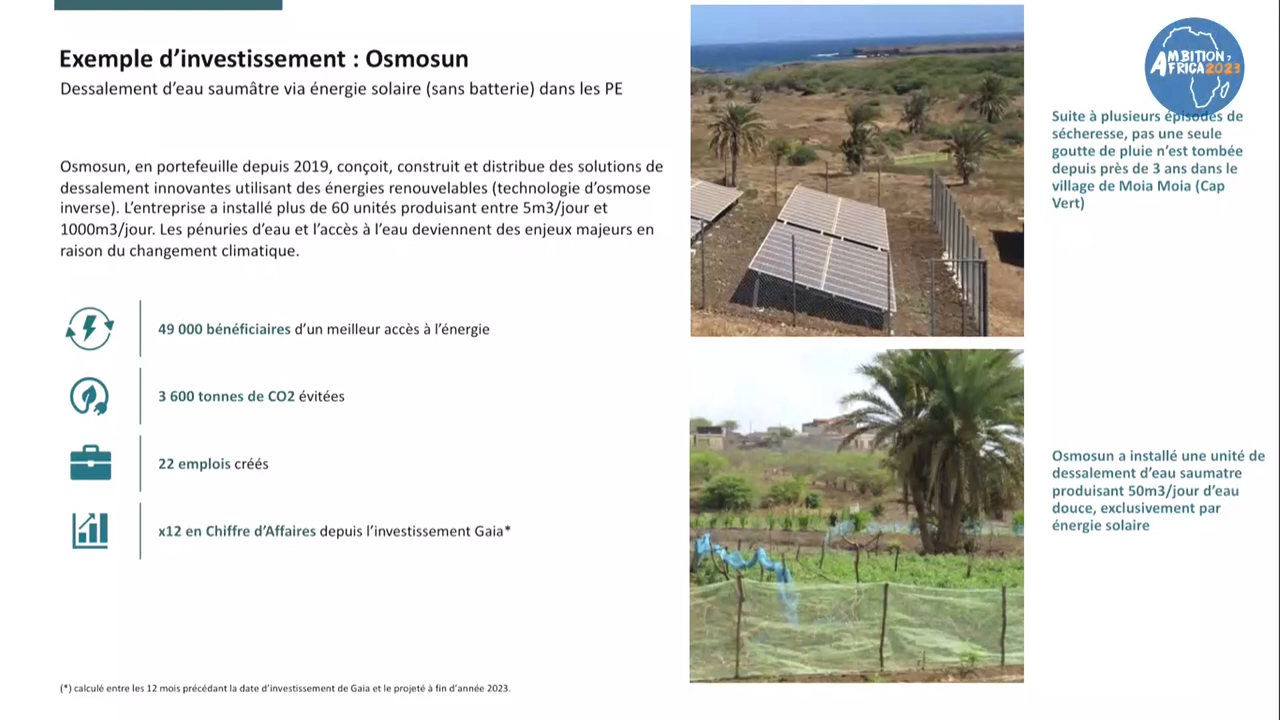 Exemple d’investissement : Osmosun
Dessalement d’eau saumâtre via énergie solaire (sans batterie) dans les PE
Osmosun, en portefeuille depuis 2019, conçoit, construit et distribue des solutions de
dessalement innovantes utilisant des énergies renouvelables (technologie d’osmose
inverse). L’entreprise a installé plus de 60 unités produisant entre 5m3/jour et
1000m3/jour. Les pénuries d’eau et l’accès à l’eau deviennent des enjeux majeurs en
raison du changement climatique.
49 000 bénéficiaires d’un meilleur accès à l’énergie
3 600 tonnes de CO2 évitées
22 emplois créés
x12 en Chiffre d’Affaires depuis l’investissement Gaia*
(*) calculé entre les 12 mois précédant la date d’investissement de Gaia et le projeté à fin d’année 2023.
AMBITION
AFRICA2023
Suite à plusieurs épisodes de
sécheresse, pas une seule
goutte de pluie n’est tombée
depuis près de 3 ans dans le
village de Moia Moia (Cap
Vert)
Osmosun a installé une unité de
dessalement d’eau saumatre
produisant 50m3/jour d’eau
douce, exclusivement par
énergie solaire